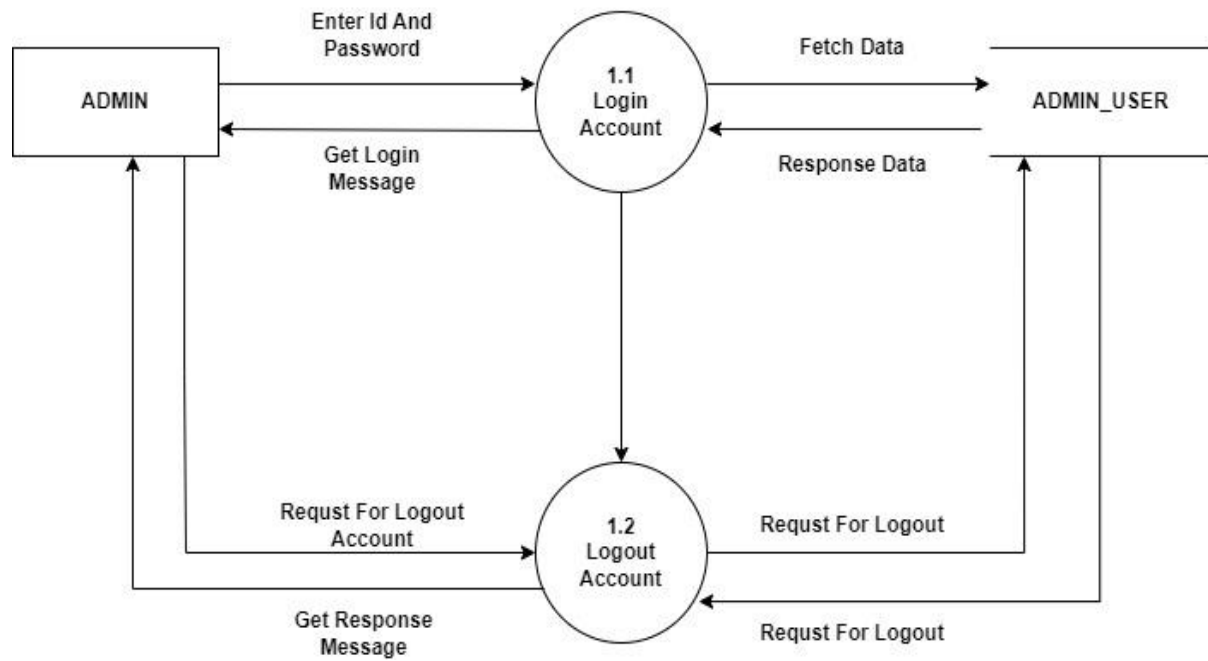 Enter Id And
Password
Fetch Data
ADMIN
1.1
Login
Account
ADMIN_USER
Get Login
Message
Response Data
Requst For Logout
Account
1.2
Logout
Account
Requst For Logout
Get Response
Message
Requst For Logout